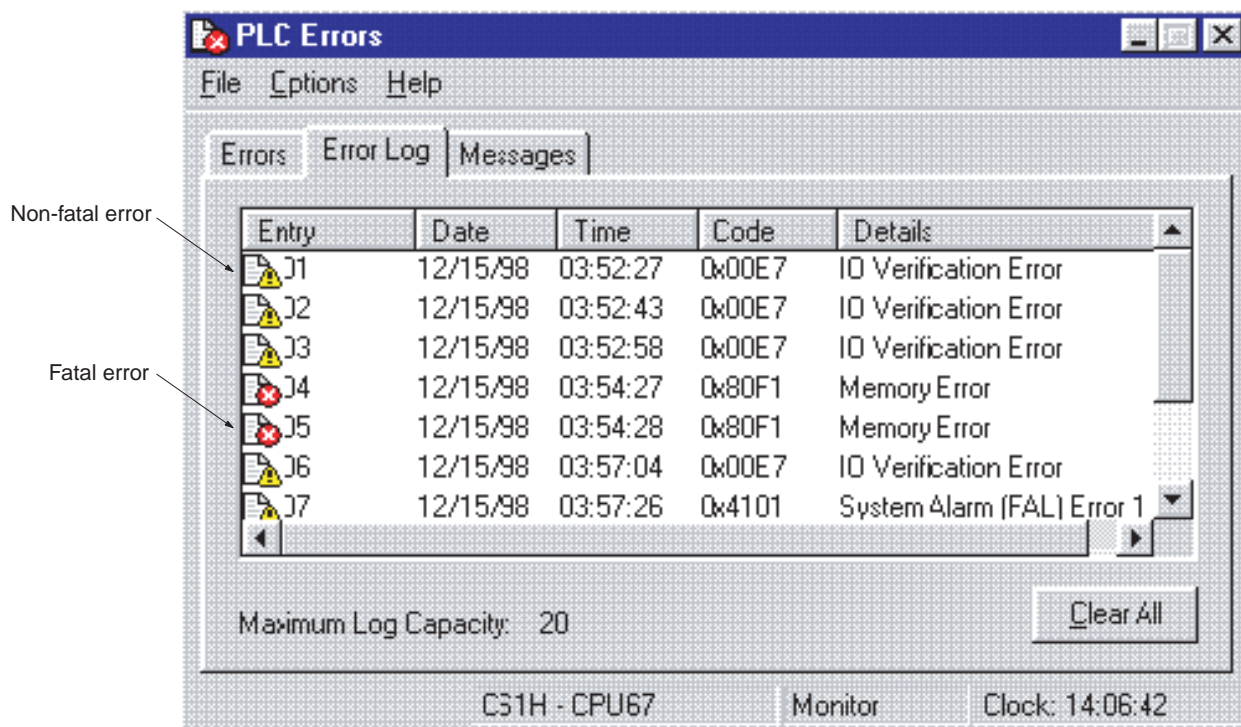 PLC Errors
File Options Help
Errors Error Log Messages
Non-fatal error
Entry Date Time Code Details
01 12/15/98 03:52:27 0x00E7 IO Verification Error
02 12/15/98 03:52:43 0x00E7 IO Verification Error
03 12/15/98 03:52:58 0x00E7 IO Verification Error
Fatal error
04 12/15/98 03:54:27 0x80F1 Memory Error
05 12/15/98 03:54:28 0x80F1 Memory Error
06 12/15/98 03:57:04 0x00E7 IO Verification Error
07 12/15/98 03:57:26 0x4101 System Alarm (FAL) Error 1
Maximum Log Capacity: 20
Clear All
CS1H - CPU67 Monitor Clock: 14:06:42